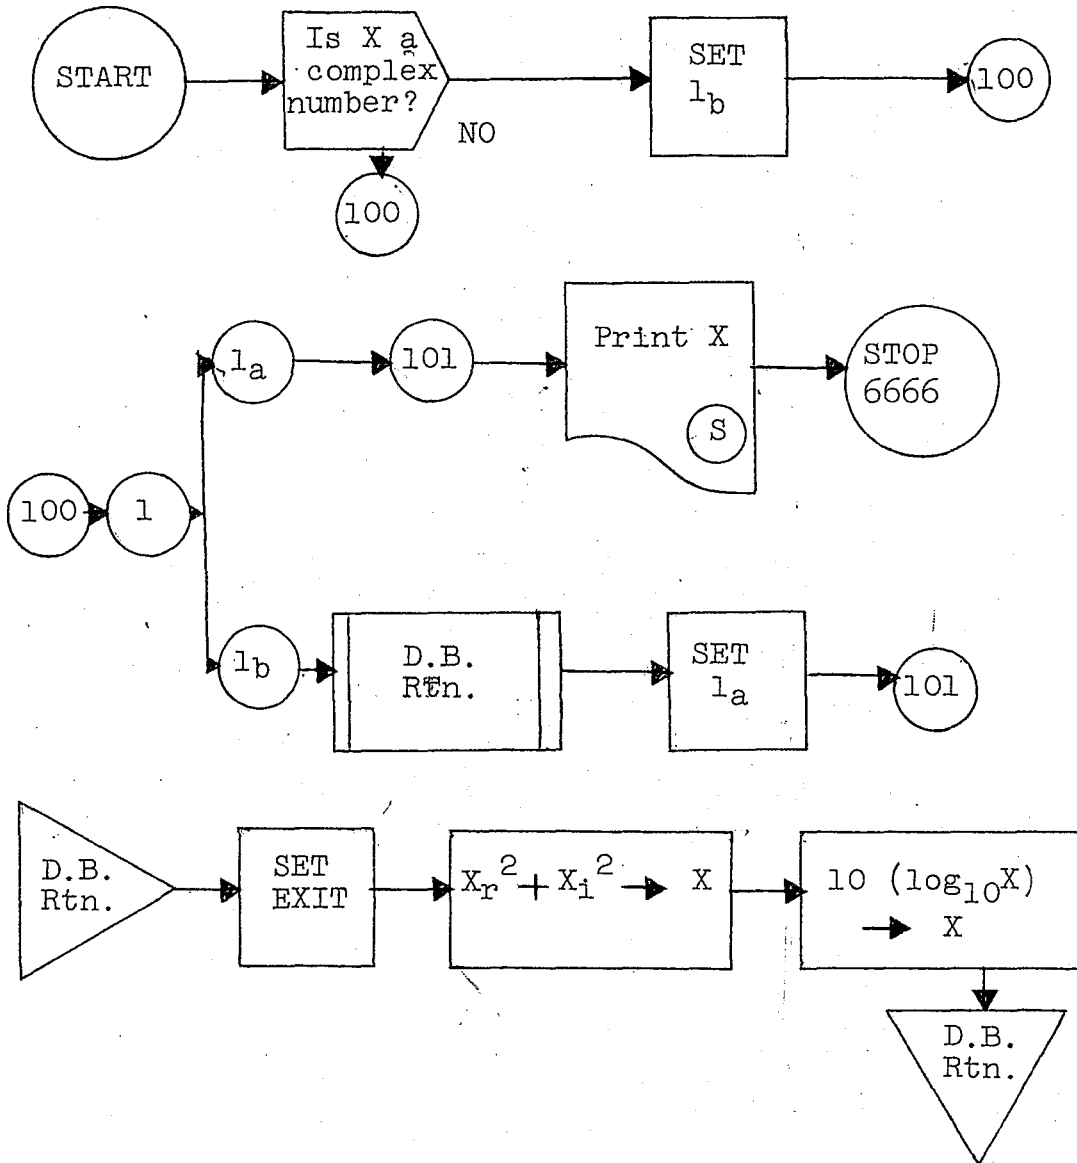 START
Is X a
complex
number?
NO
SET
1b
100
100
1a
101
Print X
S
STOP
6666
100
1
1b
D.B.
Rtn.
SET
1a
101
D.B.
Rtn.
SET
EXIT
Xr² + Xi² → X
10 (log₁₀X)
→ X
D.B.
Rtn.